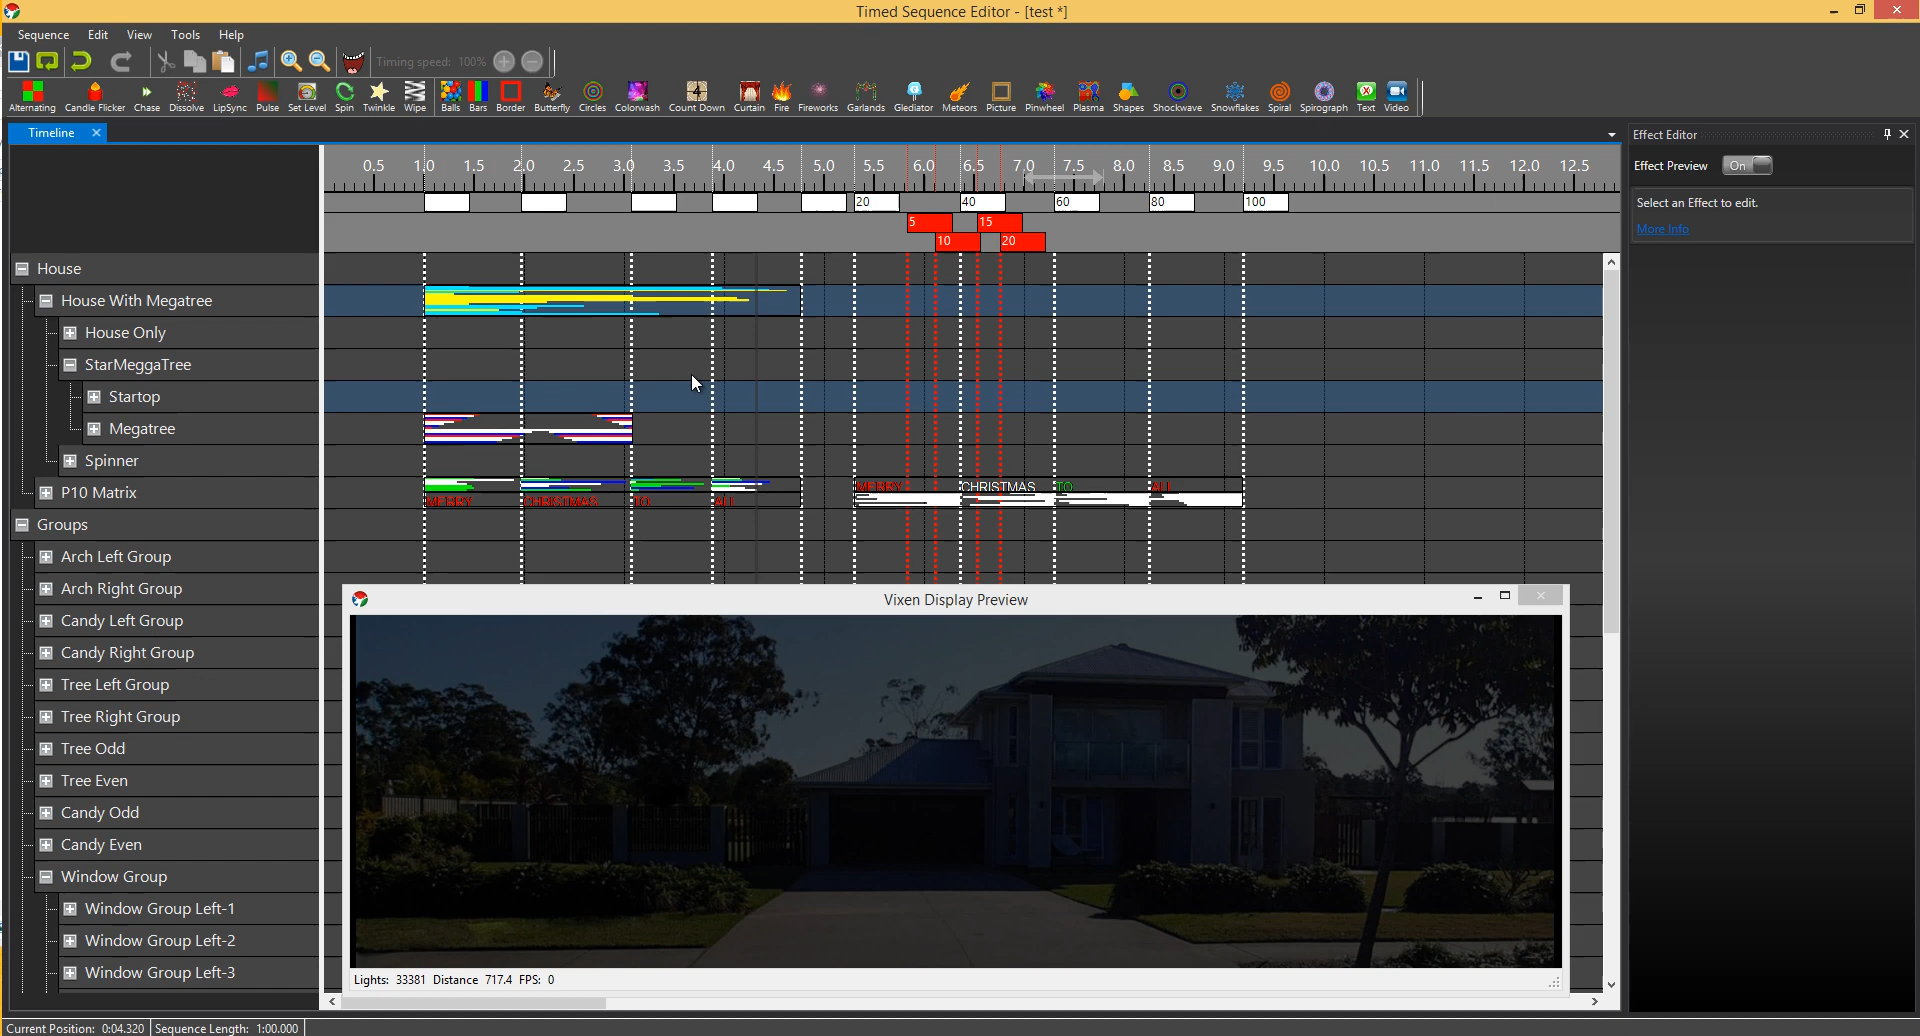 Timed Sequence Editor - [test *]
Sequence Edit View Tools Help
Timing speed: 100%
Alternating Candle Flicker Chase Dissolve LipSync Pulse Set Level Spin Twinkle Wipe Balls Bars Border Butterfly Circles Colorwash Count Down Curtain Fire Fireworks Garlands Glediator Meteors Picture Pinwheel Plasma Shapes Shockwave Snowflakes Spiral Spirograph Text Video
Timeline
Effect Editor
0.5 1.0 1.5 2.0 2.5 3.0 3.5 4.0 4.5 5.0 5.5 6.0 6.5 7.0 7.5 8.0 8.5 9.0 9.5 10.0 10.5 11.0 11.5 12.0 12.5
Effect Preview On
20 40 60 80 100
Select an Effect to edit.
5 15
More Info
10 20
House
House With Megatree
House Only
StarMeggaTree
Startop
Megatree
Spinner
P10 Matrix
MERRY CHRISTMAS TO ALL
MERRY CHRISTMAS TO ALL
Groups
Arch Left Group
Arch Right Group
Candy Left Group
Candy Right Group
Tree Left Group
Tree Right Group
Tree Odd
Tree Even
Candy Odd
Candy Even
Window Group
Window Group Left-1
Window Group Left-2
Window Group Left-3
Vixen Display Preview
Lights: 33381 Distance 717.4 FPS: 0
Current Position: 0:04.320 Sequence Length: 1:00.000